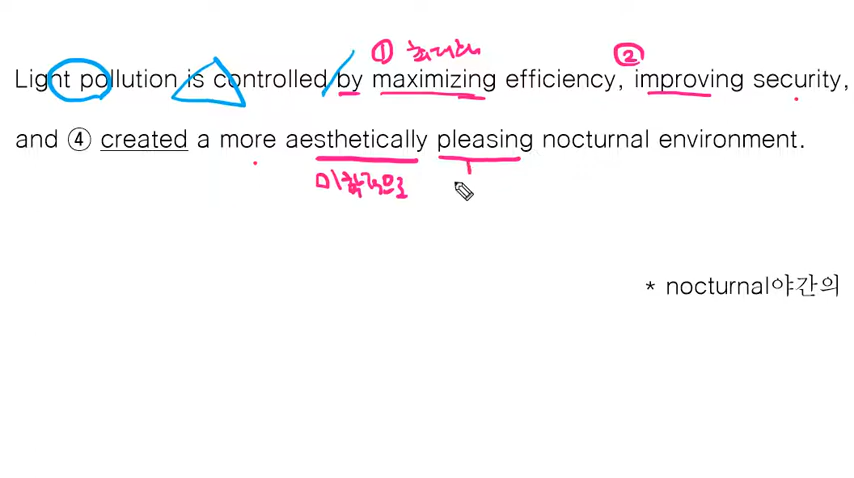 ① 최대화
②
Light pollution is controlled by maximizing efficiency, improving security,
and ④ created a more aesthetically pleasing nocturnal environment.
미학적으로
* nocturnal야간의